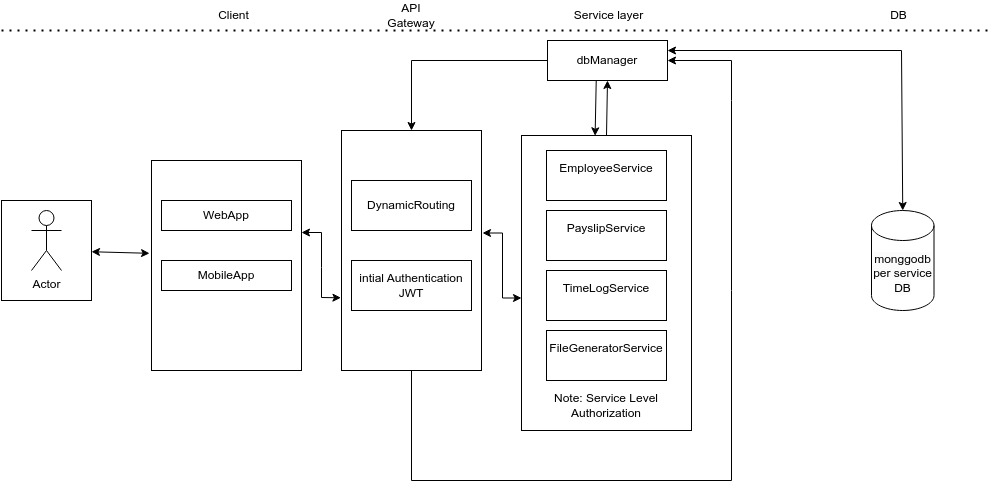 Client
API
Gateway
Service layer
DB
dbManager
EmployeeService
WebApp
DynamicRouting
PayslipService
monggodb
per service
DB
MobileApp
intial Authentication
JWT
TimeLogService
Actor
FileGeneratorService
Note: Service Level
Authorization